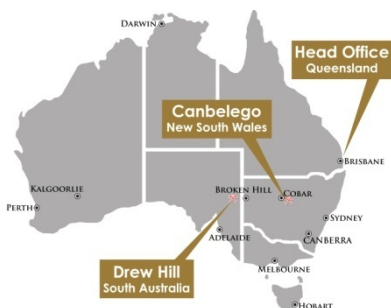 DARWIN
Head Office
Queensland
Canbelego
New South Wales
BRISBANE
KALGOORLIE
BROKEN HILL
COBAR
PERTH
SYDNEY
ADELAIDE
CANBERRA
Drew Hill
South Australia
MELBOURNE
HOBART